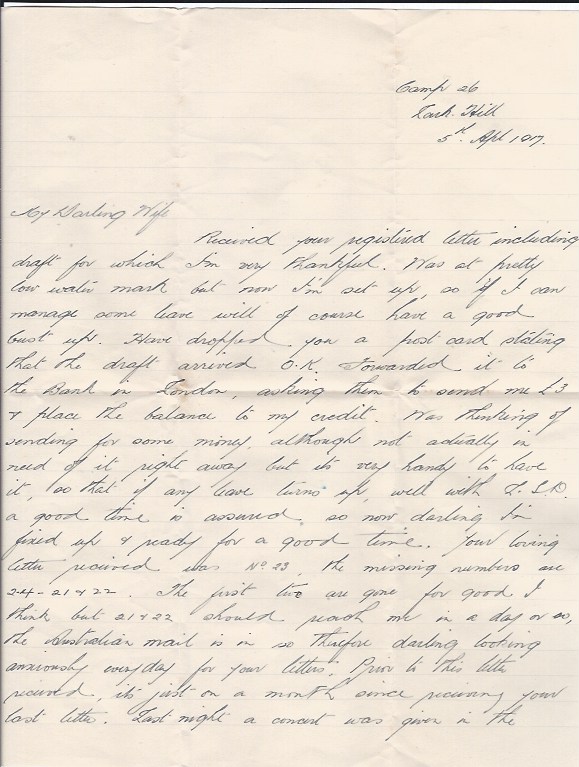 Camp 26
Lark Hill
5th Apl 1917.
My Darling Wife
Received your registered letter including
draft for which I'm very thankful. Was at pretty
low water mark but now I'm set up, so if I can
manage some leave will of course have a good
bust up. Have dropped you a post card stating
that the draft arrived O.K. Forwarded it to
the Bank in London, asking them to send me £3
& place the balance to my credit. Was thinking of
sending for some money, although not actually in
need of it right away but its very handy to have
it, so that if any leave turns up, well with L.S.D.
a good time is assured, so now darling I'm
fixed up & ready for a good time. Your loving
letter received was No 23, the missing numbers are
2-4-21 & 22. The first two are gone for good I
think but 21 & 22 should reach me in a day or so,
the Australian mail is in so therefore darling looking
anxiously everyday for your letters. Prior to this letter
received, its just on a month since receiving your
last letter. Last night a concert was given in the